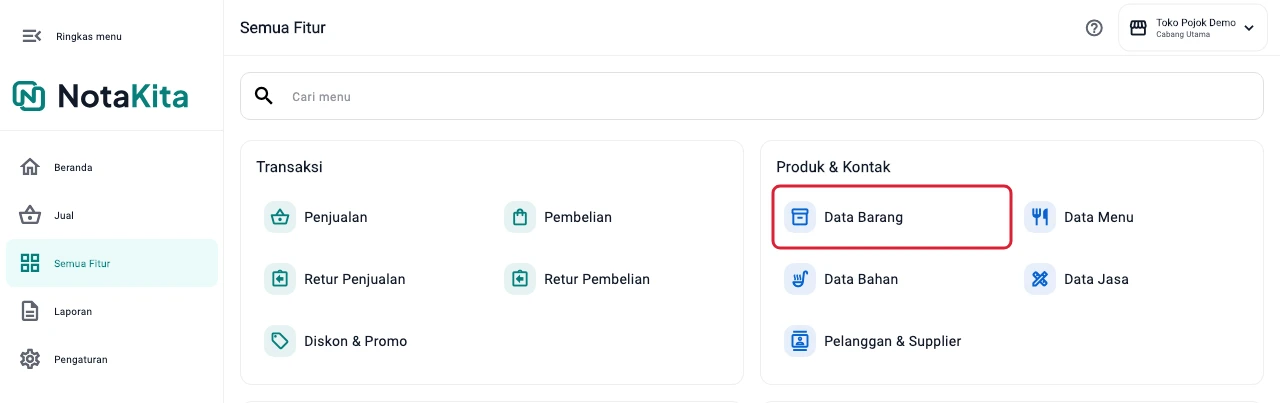 Ringkas menu
NotaKita
Beranda
Jual
Semua Fitur
Laporan
Pengaturan
Semua Fitur
Toko Pojok Demo
Cabang Utama
Cari menu
Transaksi
Penjualan
Pembelian
Retur Penjualan
Retur Pembelian
Diskon & Promo
Produk & Kontak
Data Barang
Data Menu
Data Bahan
Data Jasa
Pelanggan & Supplier